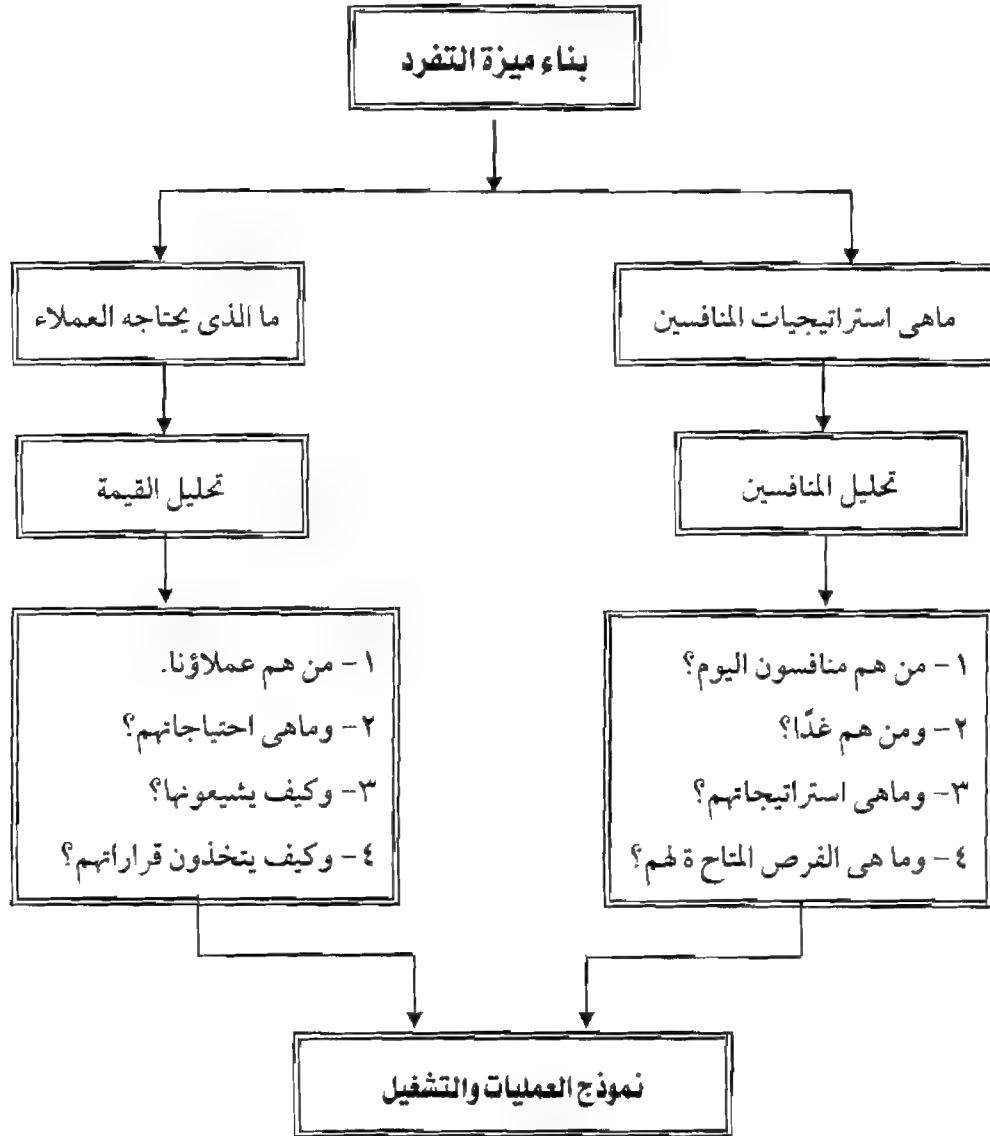 بناء ميزة التفرد
ماهى استراتيجيات المنافسين
ما الذى يحتاجه العملاء
تحليل المنافسين
تحليل القيمة
١- من هم منافسون اليوم؟
٢- ومن هم غدًّا؟
٣- وماهى استراتيجاتهم؟
٤- وما هى الفرص المتاح ة لهم؟
١- من هم عملاؤنا.
٢- وماهى احتياجاتهم؟
٣- وكيف يشيعونها؟
٤- وكيف يتخذون قراراتهم؟
نموذج العمليات والتشغيل